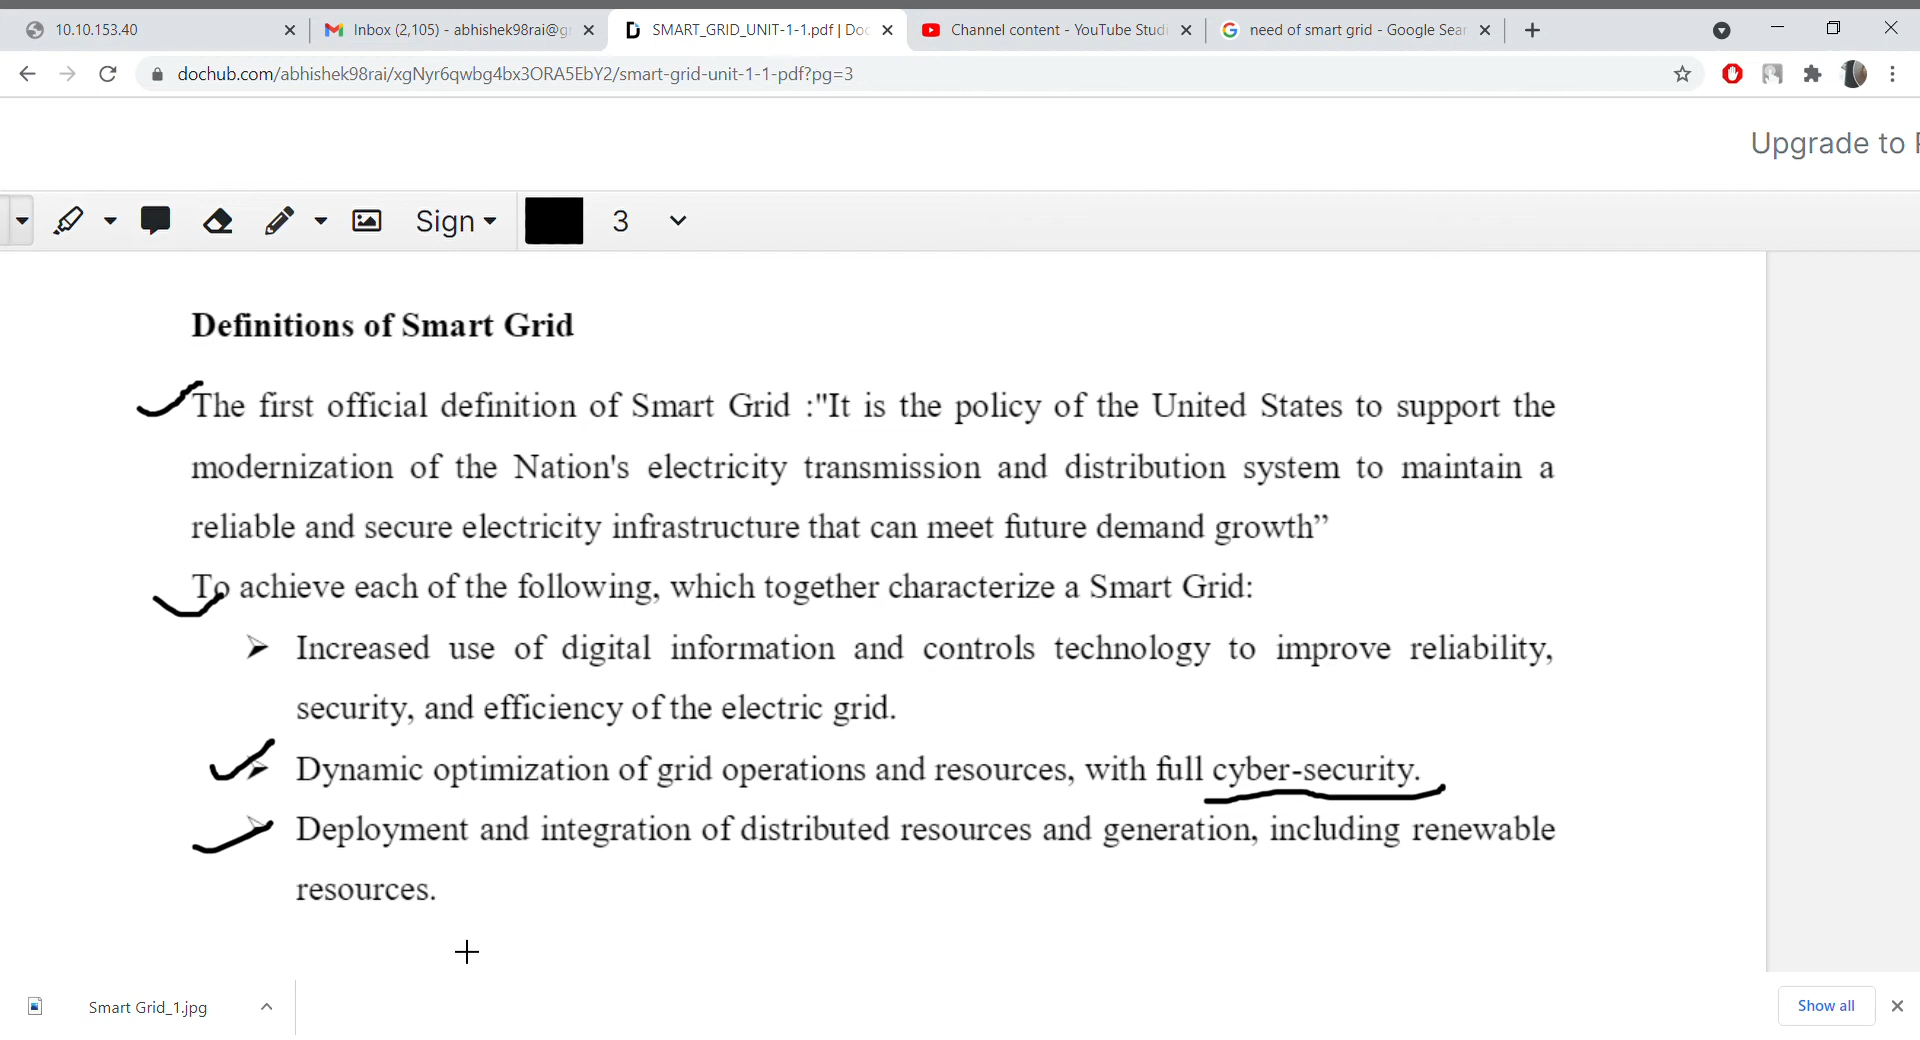 10.10.153.40
Inbox (2,105) - abhishek98rai@g
SMART_GRID_UNIT-1-1.pdf | Doc
Channel content - YouTube Studi
need of smart grid - Google Sear
dochub.com/abhishek98rai/xgNyr6qwbg4bx3ORA5EbY2/smart-grid-unit-1-1-pdf?pg=3
Upgrade to P
Sign
3
Definitions of Smart Grid
The first official definition of Smart Grid :"It is the policy of the United States to support the
modernization of the Nation's electricity transmission and distribution system to maintain a
reliable and secure electricity infrastructure that can meet future demand growth”
To achieve each of the following, which together characterize a Smart Grid:
➢ Increased use of digital information and controls technology to improve reliability,
security, and efficiency of the electric grid.
➢ Dynamic optimization of grid operations and resources, with full cyber-security.
➢ Deployment and integration of distributed resources and generation, including renewable
resources.
Smart Grid_1.jpg
Show all